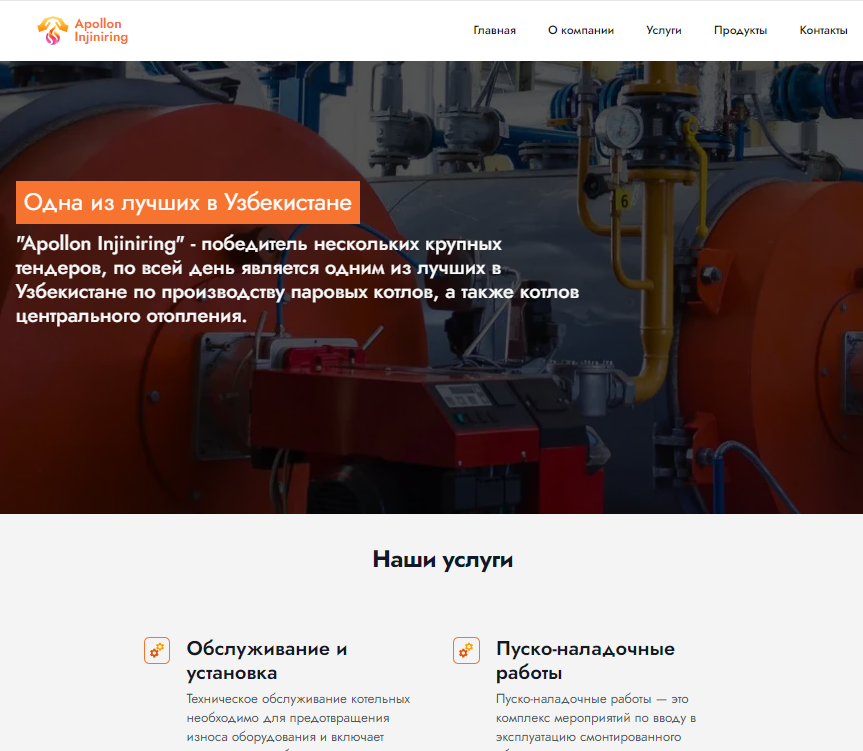 Apollon
Injiniring
Главная О компании Услуги Продукты Контакты
6
Одна из лучших в Узбекистане
"Apollon Injiniring" - победитель нескольких крупных
тендеров, по всей день является одним из лучших в
Узбекистане по производству паровых котлов, а также котлов
центрального отопления.
Наши услуги
Обслуживание и
установка
Техническое обслуживание котельных
необходимо для предотвращения
износа оборудования и включает
Пуско-наладочные
работы
Пуско-наладочные работы — это
комплекс мероприятий по вводу в
эксплуатацию смонтированного